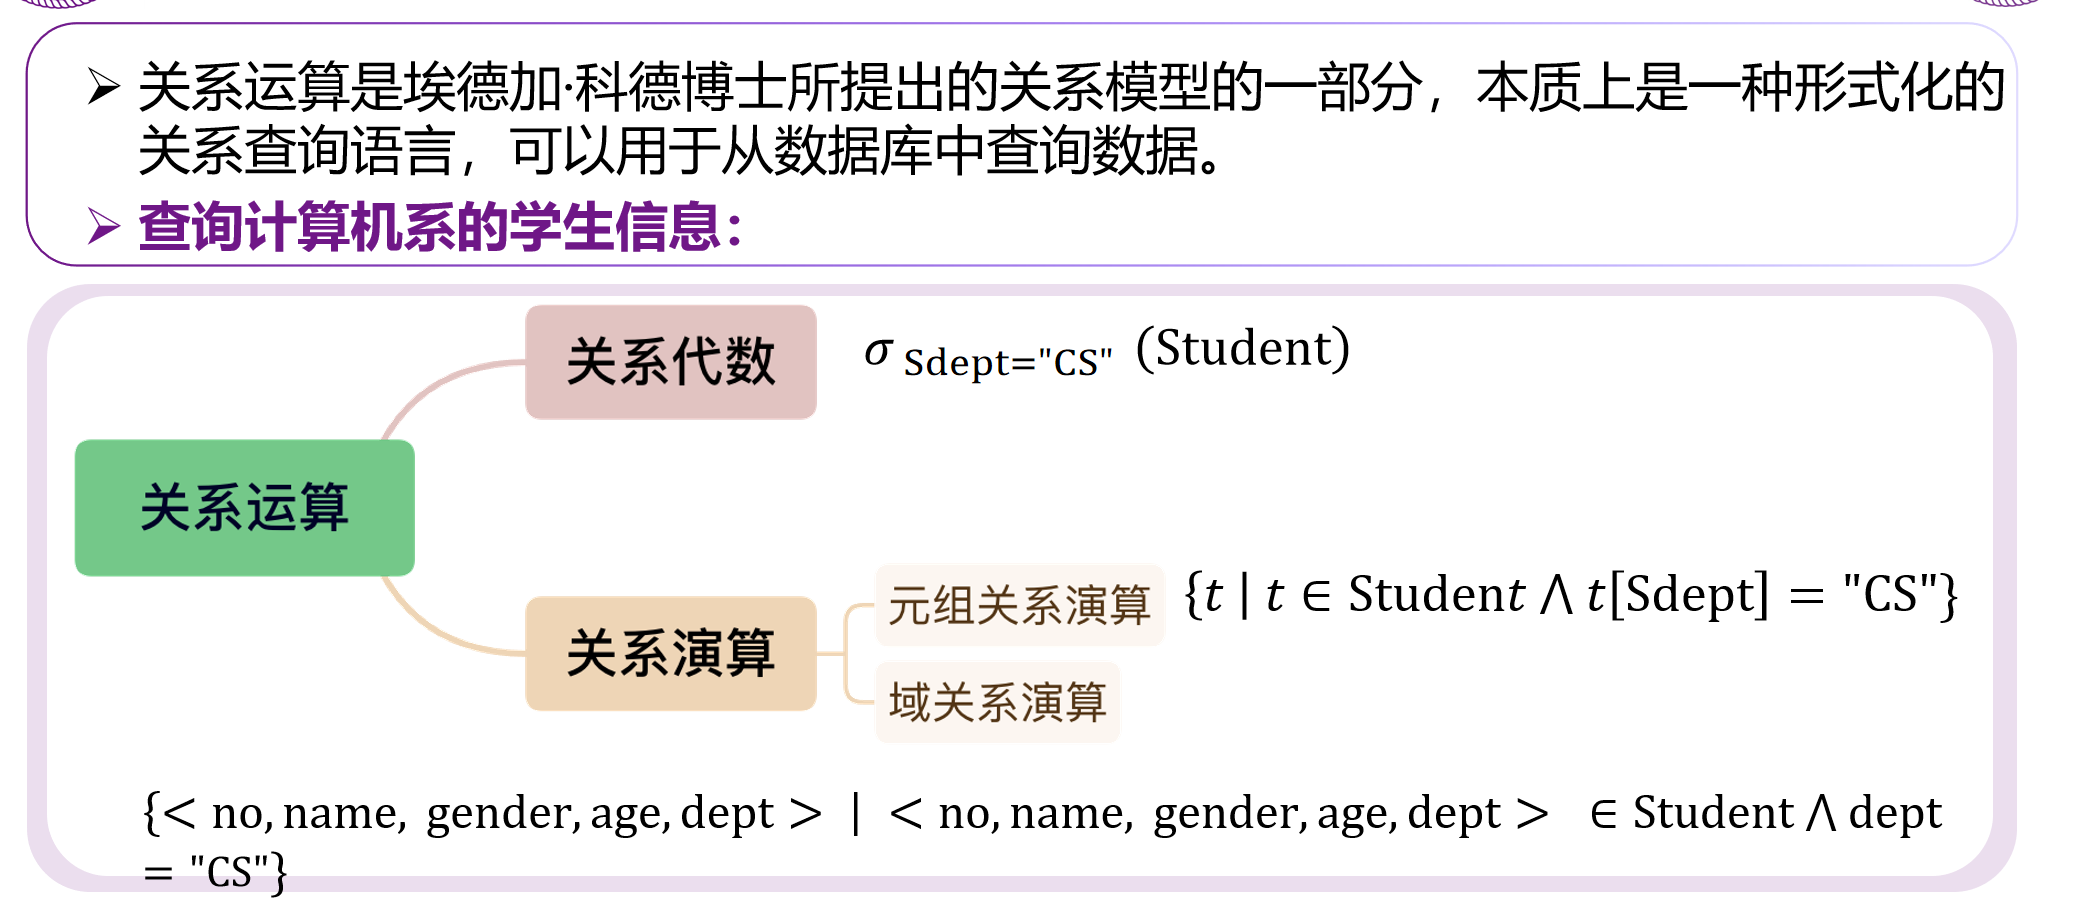 ➢ 关系运算是埃德加·科德博士所提出的关系模型的一部分，本质上是一种形式化的
关系查询语言，可以用于从数据库中查询数据。
➢ 查询计算机系的学生信息：
关系代数
σ Sdept="CS" (Student)
关系运算
关系演算
元组关系演算
{t | t ∈ Student ⋀ t[Sdept] = "CS"}
域关系演算
{< no, name, gender, age, dept > | < no, name, gender, age, dept > ∈ Student ⋀ dept
= "CS"}